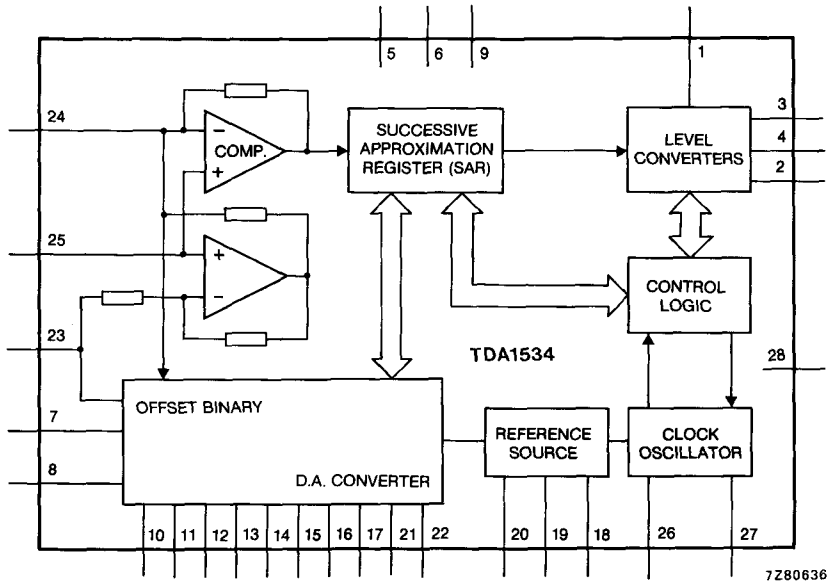 5 6 9 1
24
COMP.
−
+
SUCCESSIVE
APPROXIMATION
REGISTER (SAR)
LEVEL
CONVERTERS
3
4
2
25
+
−
CONTROL
LOGIC
23
TDA1534
28
OFFSET BINARY
7
8
D.A. CONVERTER
REFERENCE
SOURCE
CLOCK
OSCILLATOR
10 11 12 13 14 15 16 17 21 22 20 19 18 26 27
7Z80636